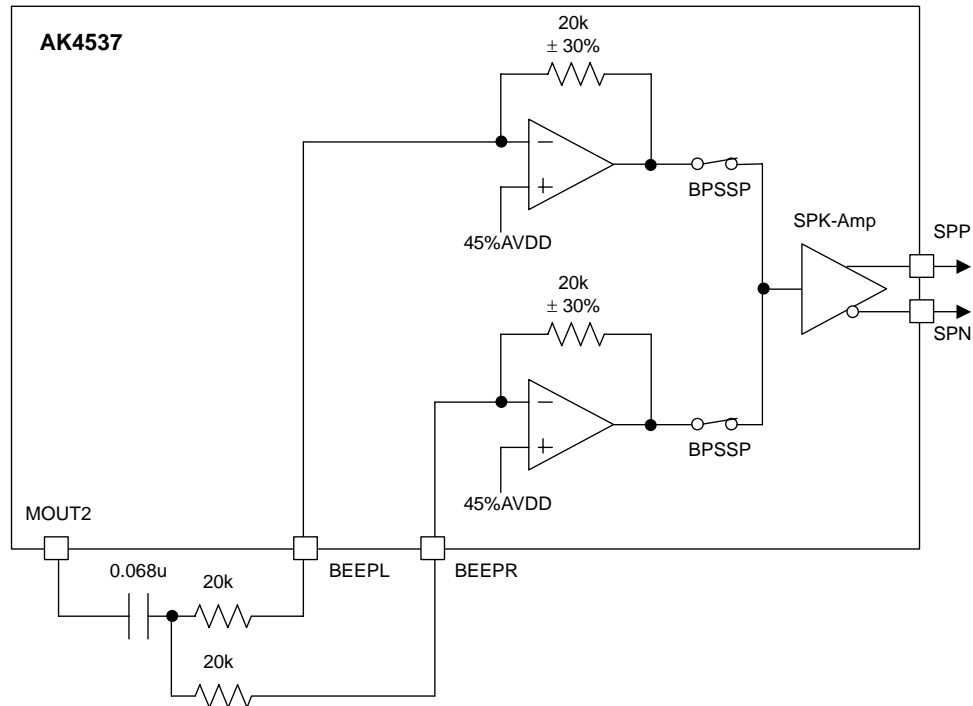 AK4537
20k
± 30%
BPSSP
45%AVDD
SPK-Amp
SPP
SPN
20k
± 30%
BPSSP
45%AVDD
MOUT2
BEEPL
BEEPR
0.068u
20k
20k